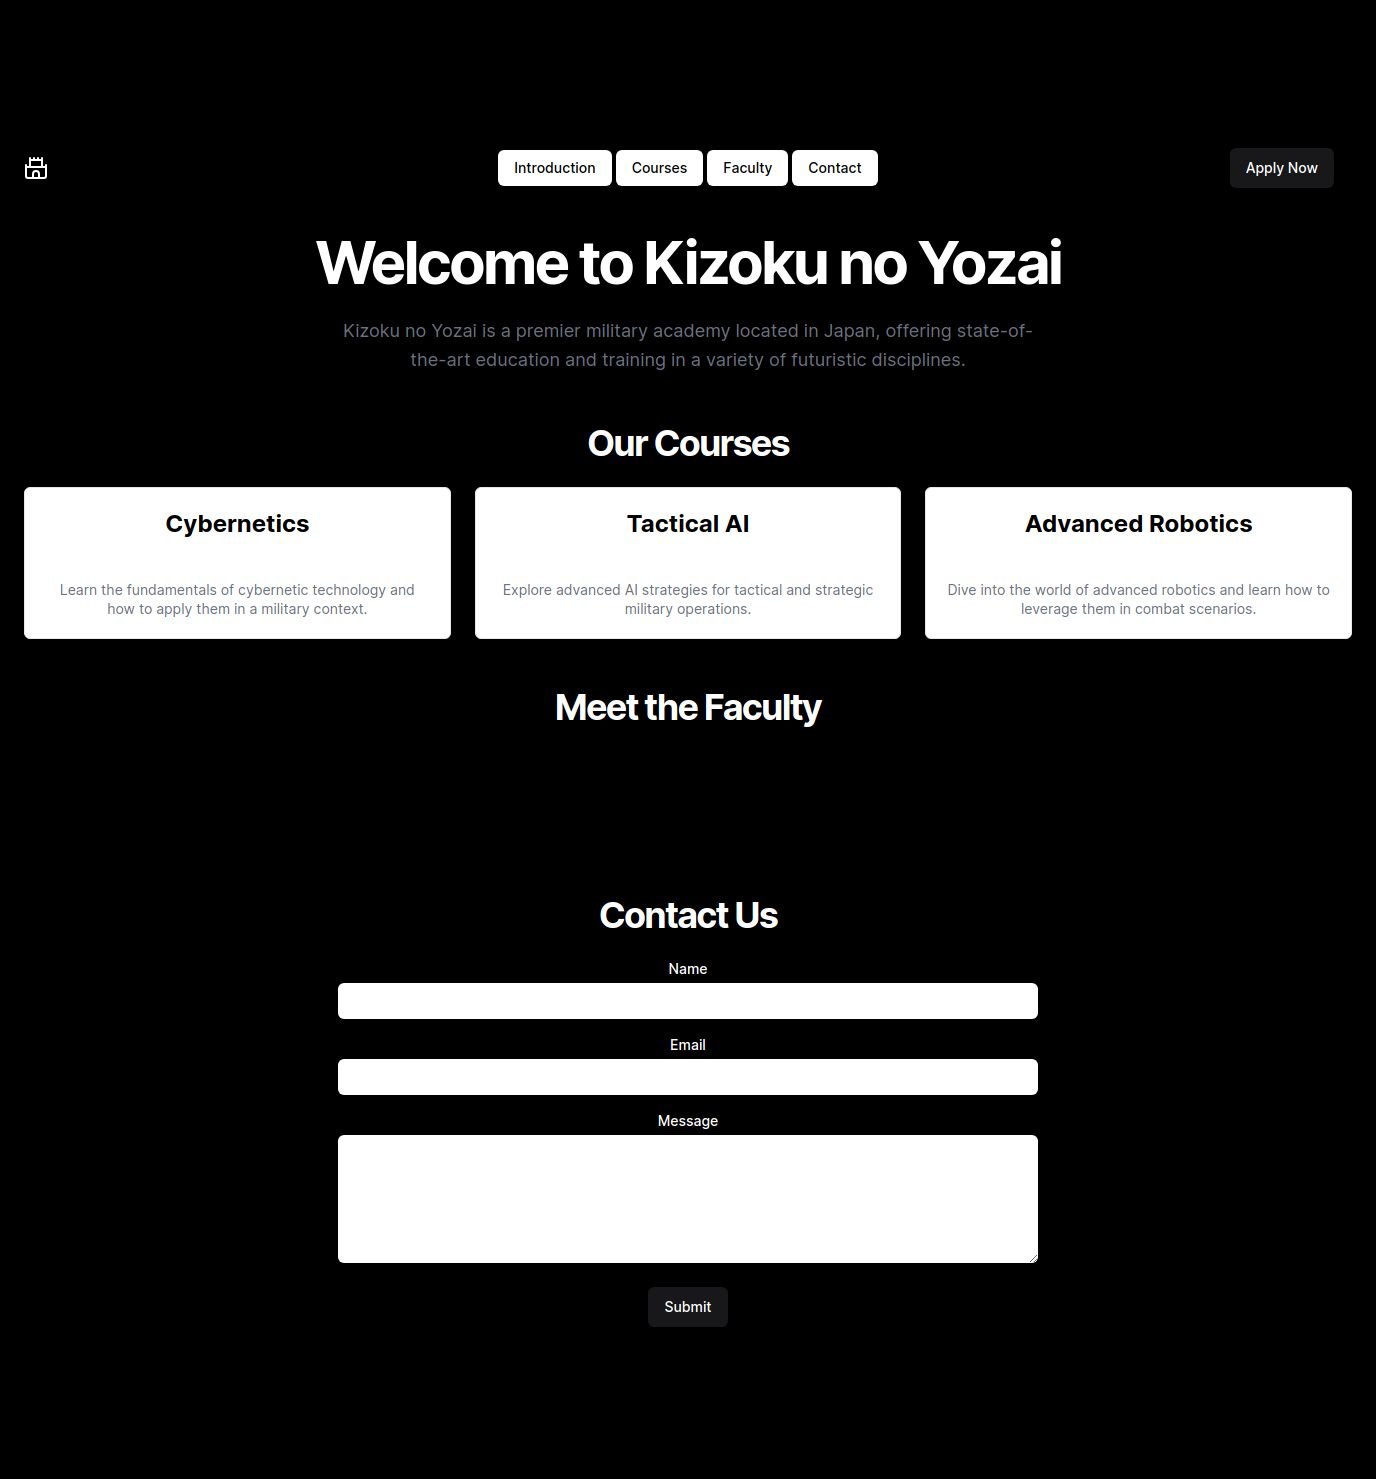 Introduction
Courses
Faculty
Contact
Apply Now
Welcome to Kizoku no Yozai
Kizoku no Yozai is a premier military academy located in Japan, offering state-of-
the-art education and training in a variety of futuristic disciplines.
Our Courses
Cybernetics
Learn the fundamentals of cybernetic technology and
how to apply them in a military context.
Tactical AI
Explore advanced AI strategies for tactical and strategic
military operations.
Advanced Robotics
Dive into the world of advanced robotics and learn how to
leverage them in combat scenarios.
Meet the Faculty
Contact Us
Name
Email
Message
Submit